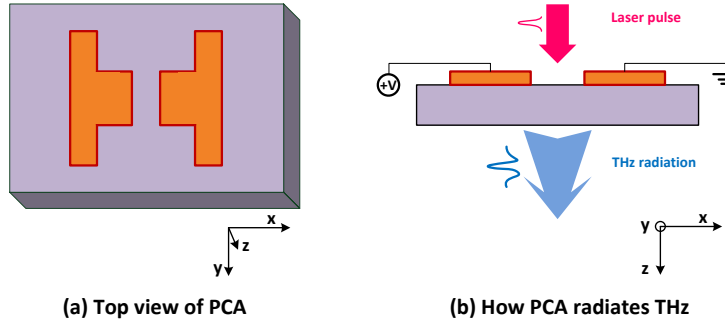 x
z
y
(a) Top view of PCA
Laser pulse
+V
THz radiation
y
x
z
(b) How PCA radiates THz